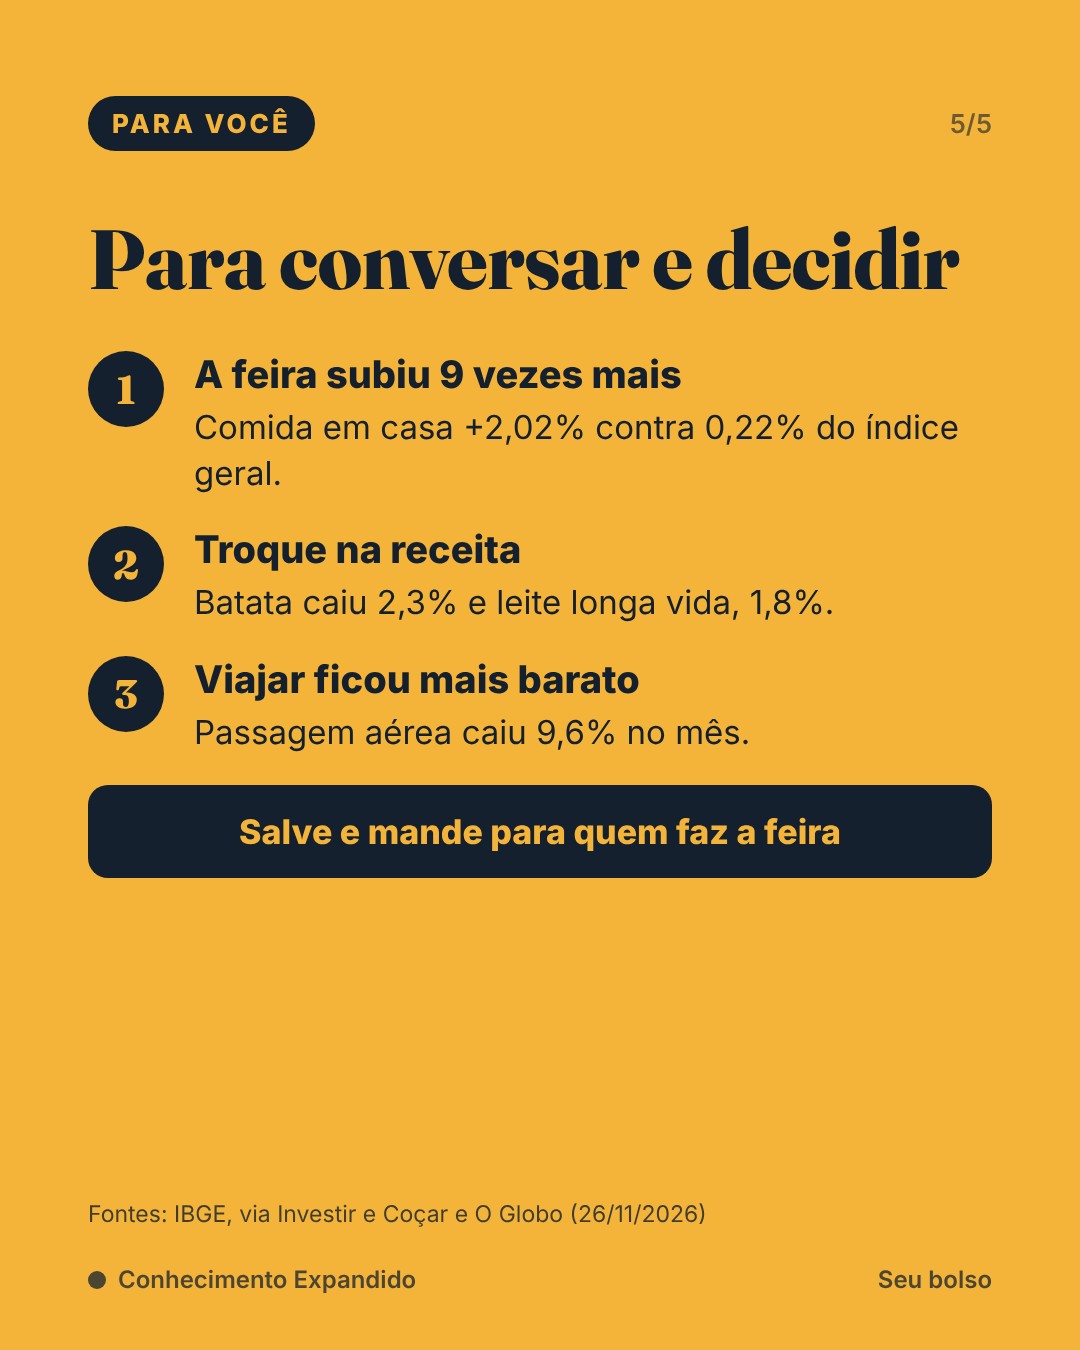 PARA VOCÊ
5/5
Para conversar e decidir
1
A feira subiu 9 vezes mais
Comida em casa +2,02% contra 0,22% do índice
geral.
2
Troque na receita
Batata caiu 2,3% e leite longa vida, 1,8%.
3
Viajar ficou mais barato
Passagem aérea caiu 9,6% no mês.
Salve e mande para quem faz a feira
Fontes: IBGE, via Investir e Coçar e O Globo (26/11/2026)
Conhecimento Expandido
Seu bolso